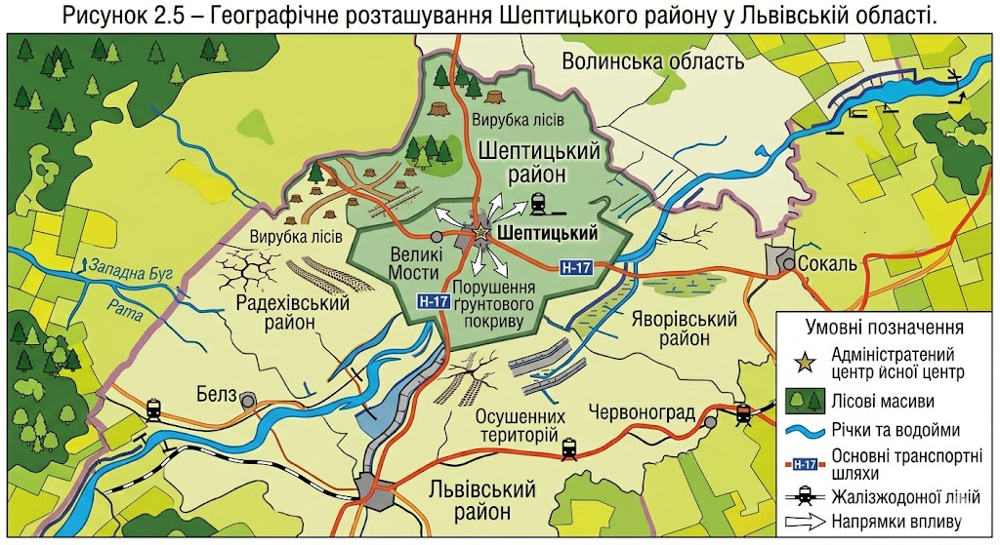 Рисунок 2.5 – Географічне розташування Шептицького району у Львівській області.
Волинська область
Вирубка лісів
Шептицький
район
Вирубка лісів
Шептицький
Великі
Мости
Н-17
Сокаль
Західна Буг
Рата
Н-17
Порушення
ґрунтового
покриву
Радехівський
район
Яворівський
район
Белз
Осушенних
територій
Червоноград
Львівський
район
Умовні позначення
Адміністратений
центр йсної центр
Лісові масиви
Річки та водойми
Н-17
Основні транспортні
шляхи
Жалізждоної ліній
Напрямки впливу